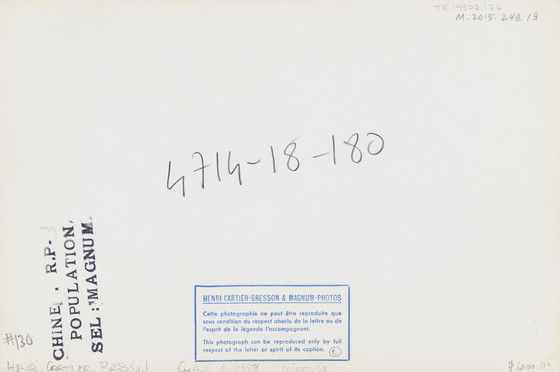 TR 14502.126
M.2015.248.18
4714-18-180
CHINE. R.P.
POPULATION.
SEL: MAGNUM.
HENRI CARTIER-BRESSON & MAGNUM-PHOTOS
Cette photographie ne peut être reproduite que
sous condition du respect absolu de la lettre ou de
l'esprit de la légende l'accompagnant.
This photograph can be reproduced only by full
respect of the letter or spirit of its caption. ©
#130
HENRI CARTIER-BRESSON 1958